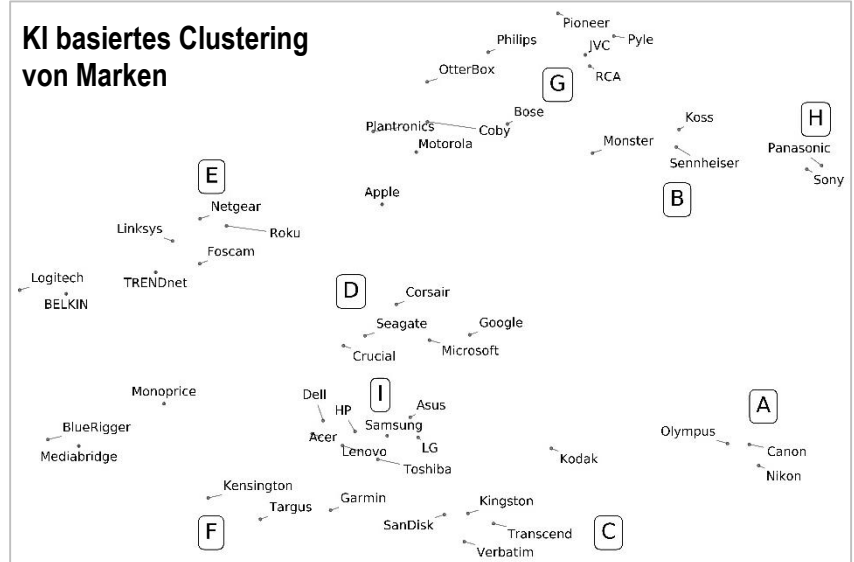 KI basiertes Clustering
von Marken
Pioneer
Philips
JVC
Pyle
OtterBox
RCA
G
Bose
Koss
H
Plantronics
Coby
Motorola
Monster
Panasonic
Sennheiser
Sony
E
Apple
B
Netgear
Linksys
Roku
Foscam
Logitech
TRENDnet
BELKIN
D
Corsair
Seagate
Google
Crucial
Microsoft
Monoprice
Dell
I
Asus
A
HP
BlueRigger
Samsung
Olympus
Acer
Mediabridge
Lenovo
LG
Canon
Kodak
Toshiba
Nikon
Kensington
Garmin
Kingston
Targus
SanDisk
F
Transcend
C
Verbatim